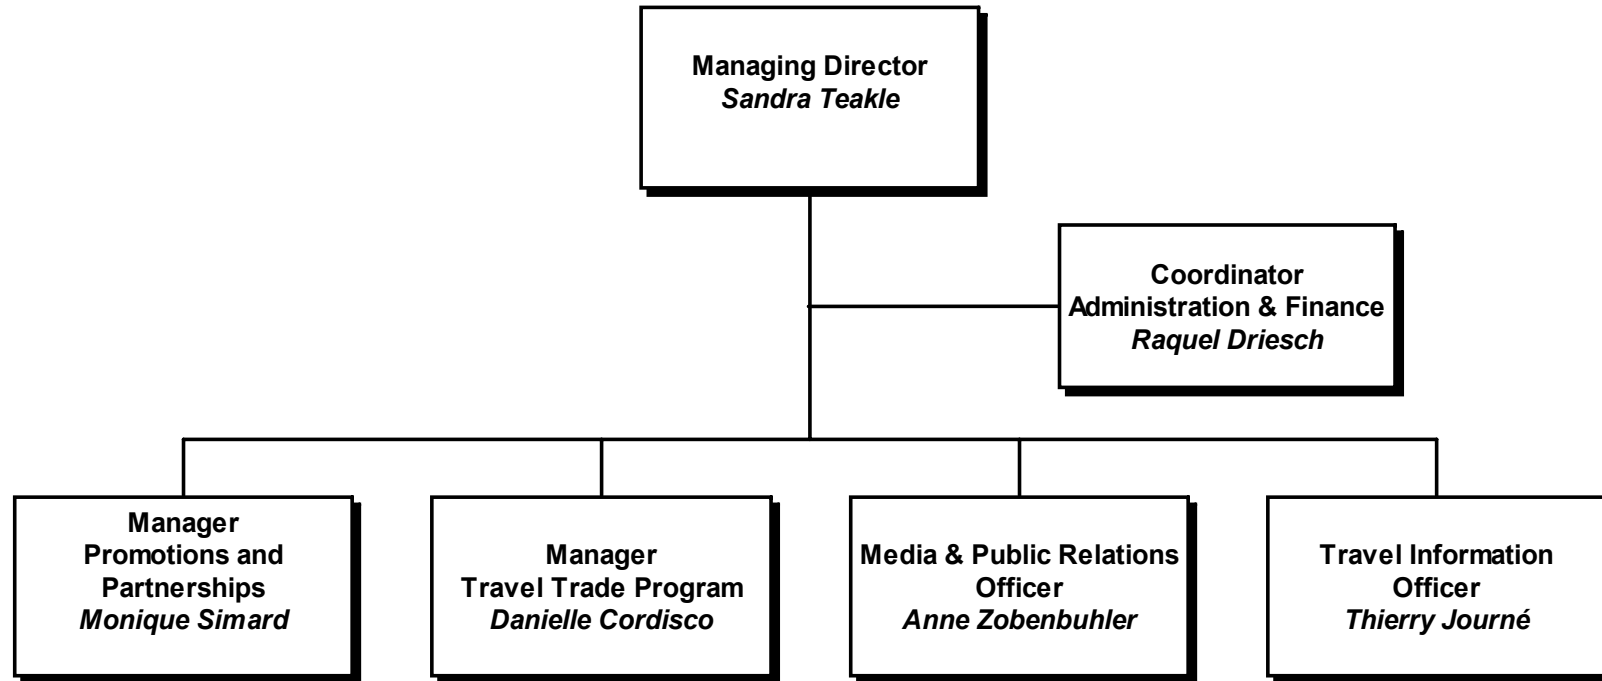 Managing Director
Sandra Teakle
Coordinator
Administration & Finance
Raquel Driesch
Manager
Promotions and
Partnerships
Monique Simard
Manager
Travel Trade Program
Danielle Cordisco
Media & Public Relations
Officer
Anne Zobenbuhler
Travel Information
Officer
Thierry Journé